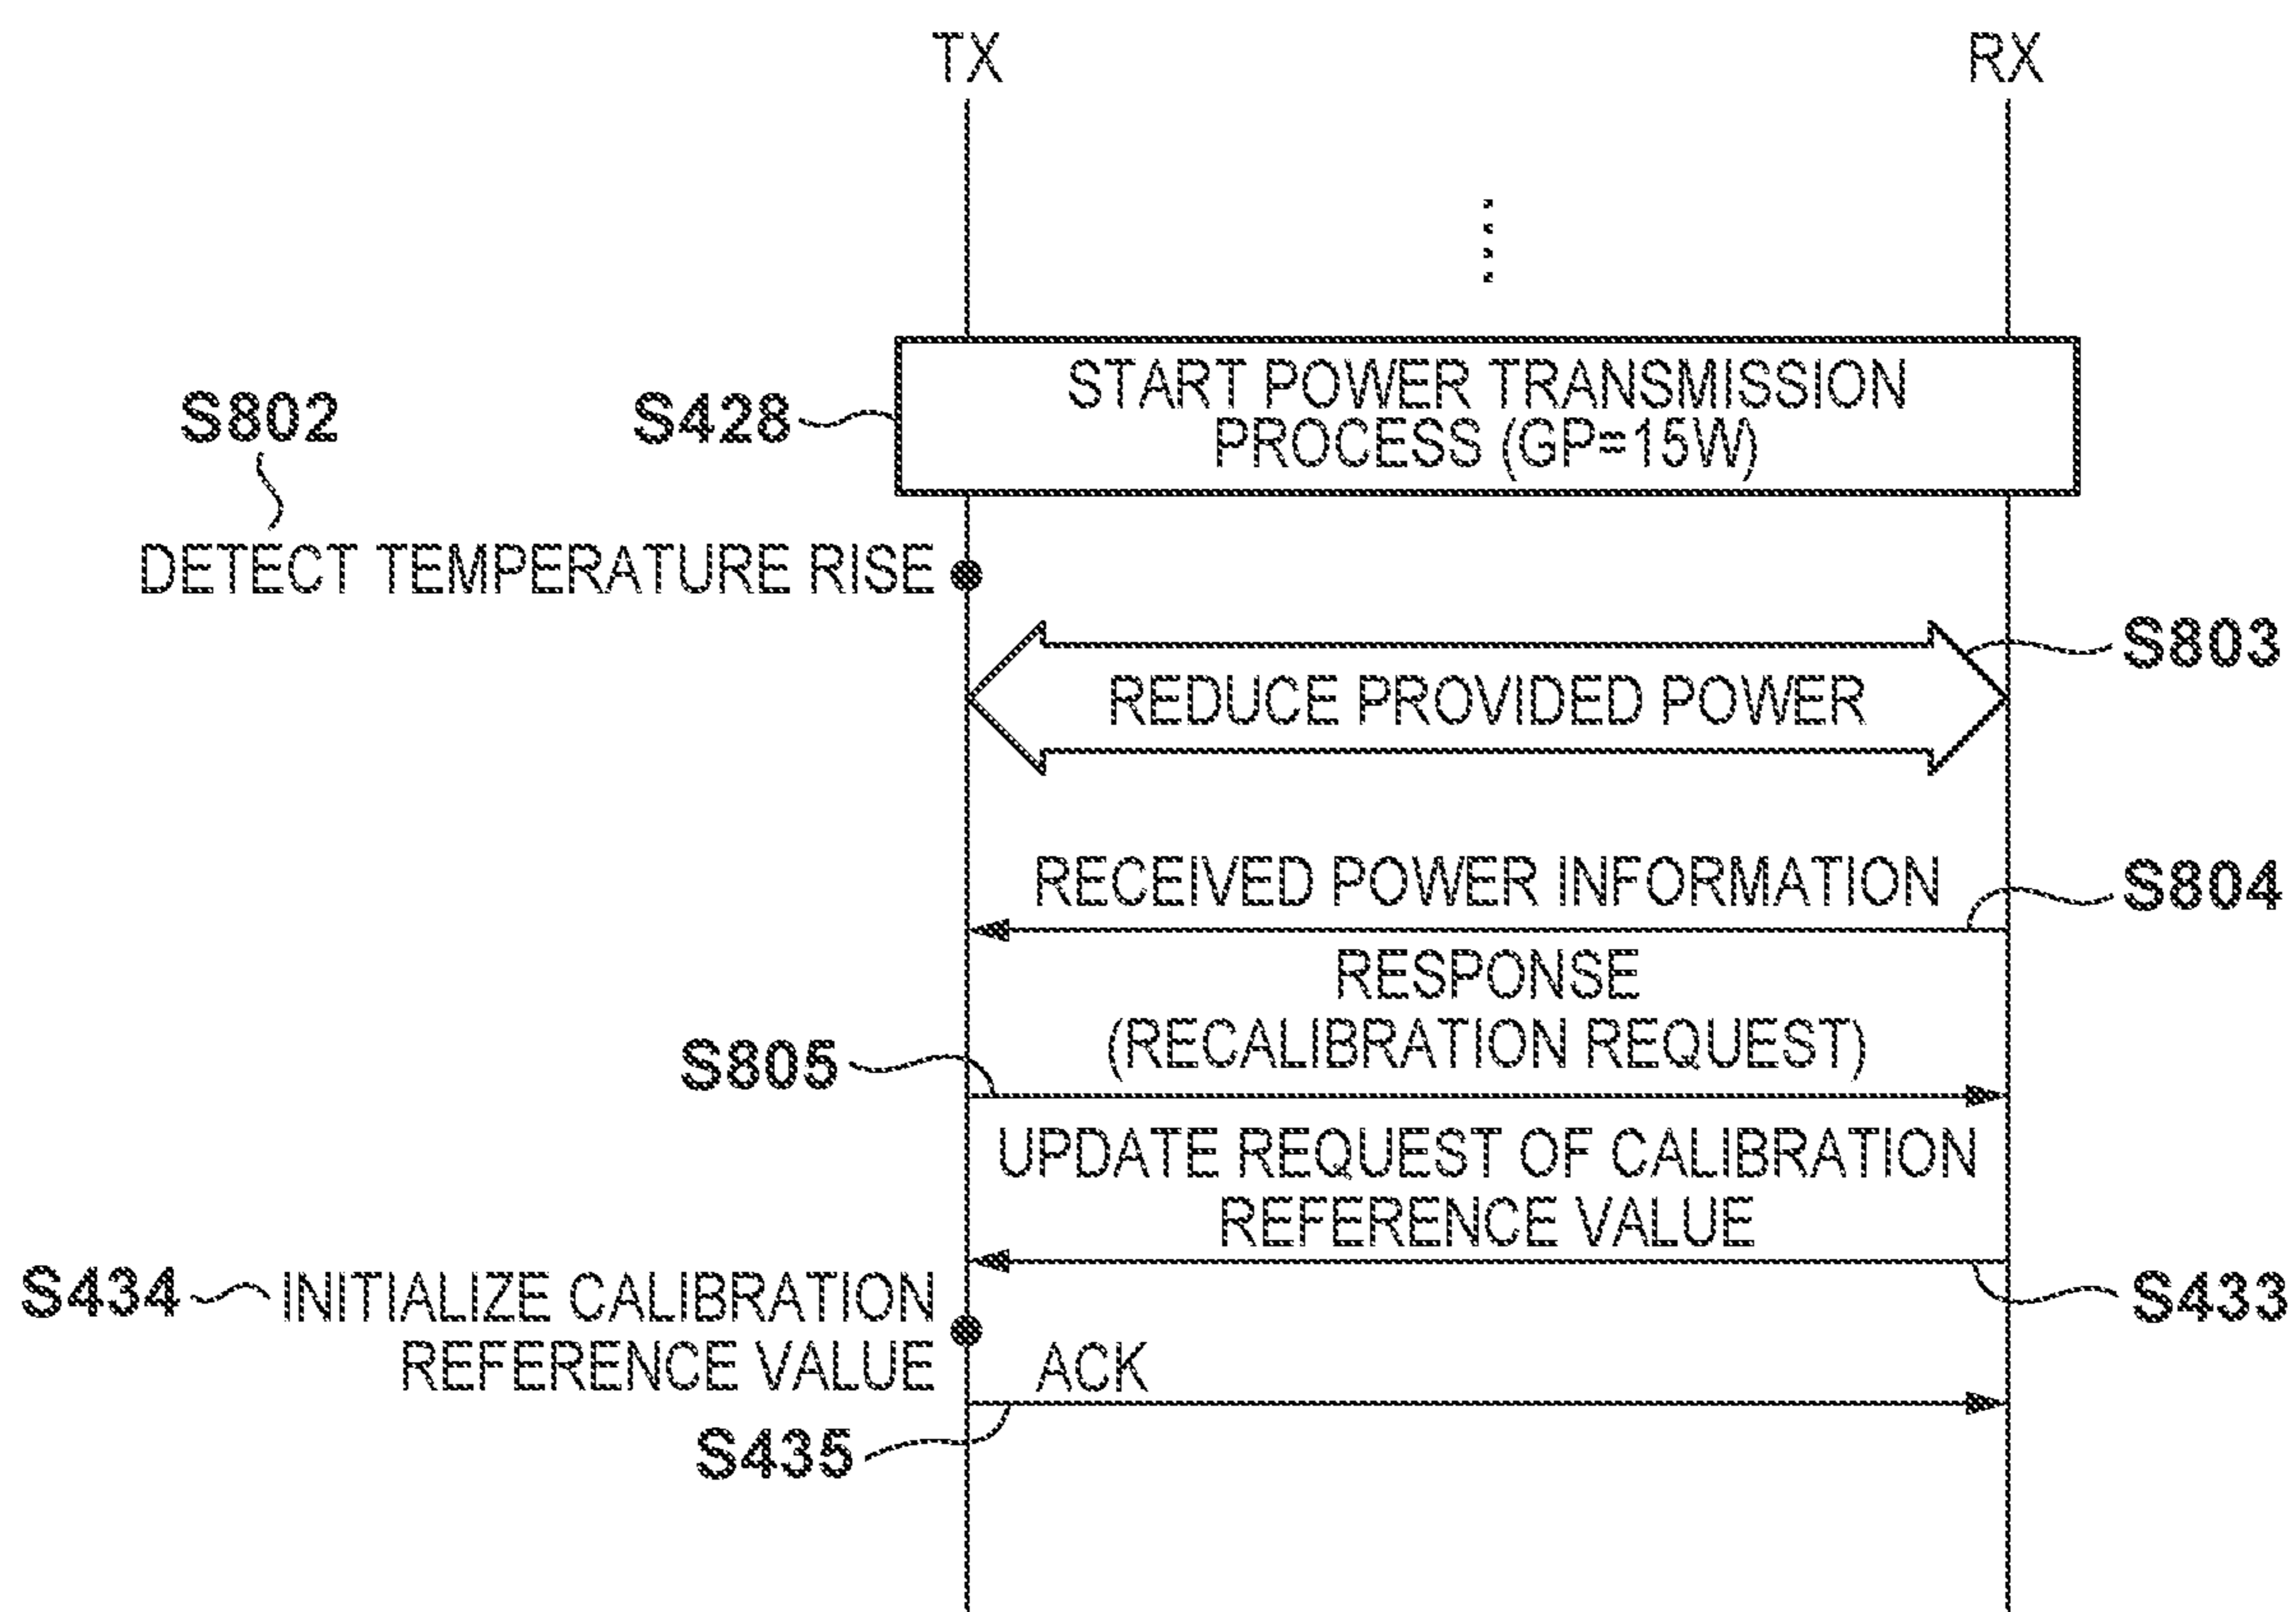 TX
RX
START POWER TRANSMISSION
PROCESS (GP=15W)
S802
S428
DETECT TEMPERATURE RISE
S803
REDUCE PROVIDED POWER
RECEIVED POWER INFORMATION
S804
RESPONSE
(RECALIBRATION REQUEST)
S805
UPDATE REQUEST OF CALIBRATION
REFERENCE VALUE
S433
S434
INITIALIZE CALIBRATION
REFERENCE VALUE
ACK
S435